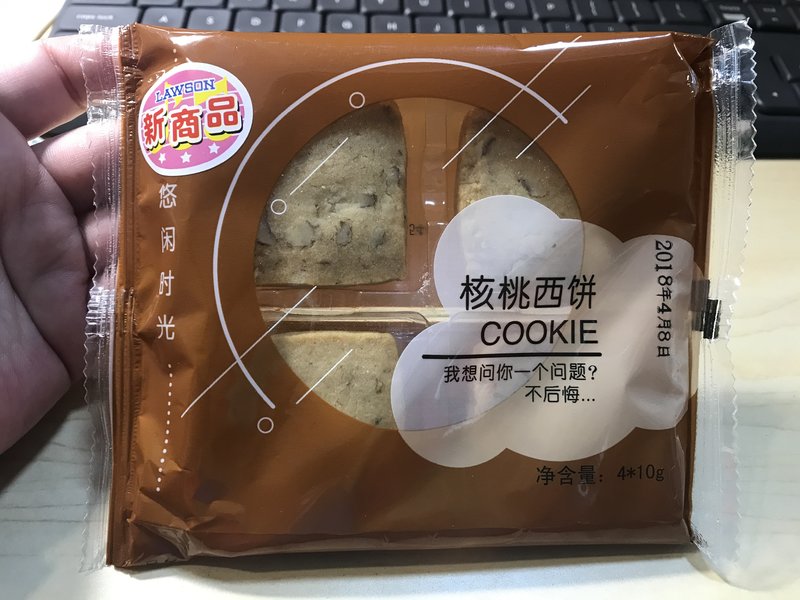 LAWSON
新商品
悠闲时光
核桃西饼
COOKIE
我想问你一个问题?
不后悔...
2018年4月8日
净含量: 4*10g